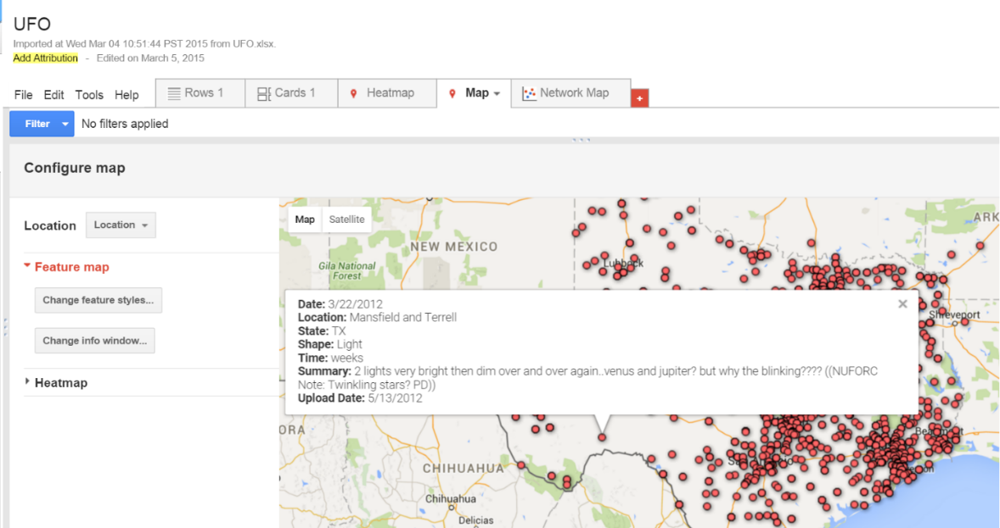 UFO
Imported at Wed Mar 04 10:51:44 PST 2015 from UFO.xlsx.
Add Attribution - Edited on March 5, 2015
File Edit Tools Help Rows 1 Cards 1 Heatmap Map Network Map +
Filter No filters applied
Configure map
Location Location
Feature map
Change feature styles...
Change info window...
Heatmap
Map Satellite
ARK
NEW MEXICO
Gila National
Forest
Lubbock
Shreveport
Date: 3/22/2012
Location: Mansfield and Terrell
State: TX
Shape: Light
Time: weeks
Summary: 2 lights very bright then dim over and over again..venus and jupiter? but why the blinking???? ((NUFORC
Note: Twinkling stars? PD))
Upload Date: 5/13/2012
ORA
CHIHUAHUA
Chihuahua
Delicias